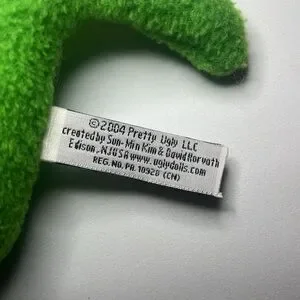 ©2004 Pretty Ugly LLC
created by Sun-Min Kim & David Horvath
Edison, NJ USA www.uglydolls.com
REG. NO. PA. 10920 (CN)